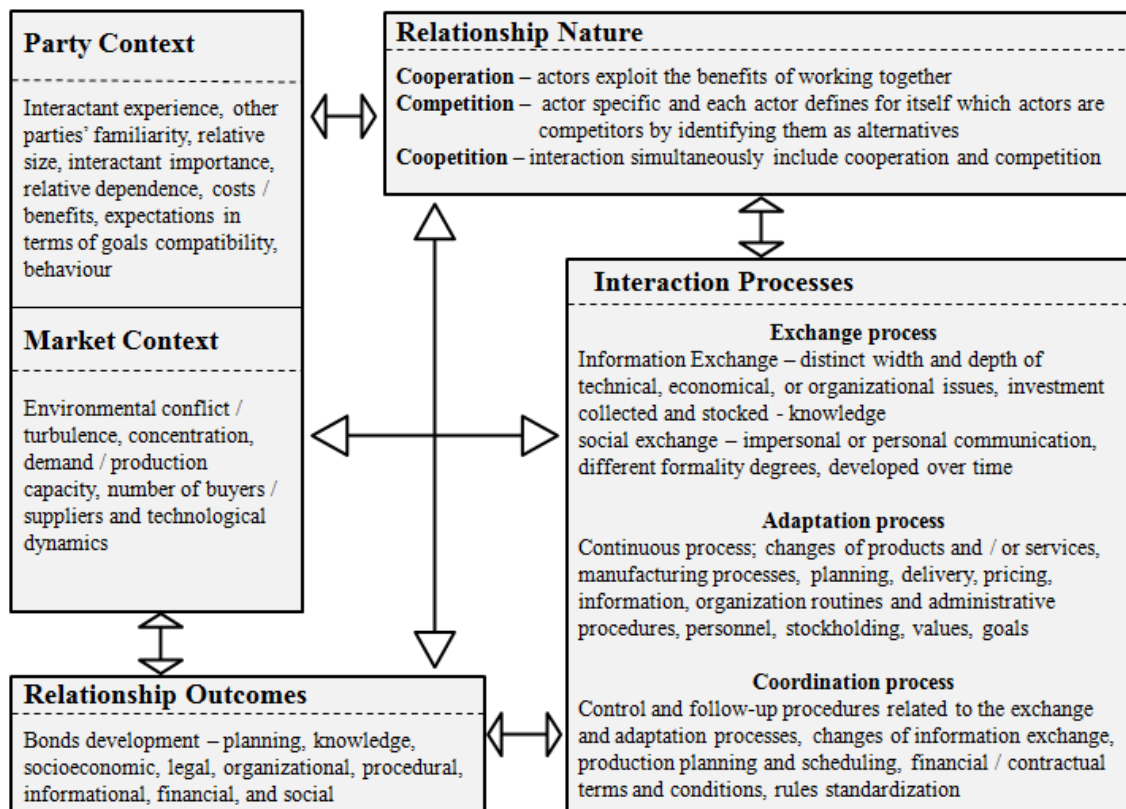 Party Context
Interactant experience, other
parties’ familiarity, relative
size, interactant importance,
relative dependence, costs /
benefits, expectations in
terms of goals compatibility,
behaviour
Market Context
Environmental conflict /
turbulence, concentration,
demand / production
capacity, number of buyers /
suppliers and technological
dynamics
Relationship Nature
Cooperation – actors exploit the benefits of working together
Competition – actor specific and each actor defines for itself which actors are
competitors by identifying them as alternatives
Coopetition – interaction simultaneously include cooperation and competition
Interaction Processes
Exchange process
Information Exchange – distinct width and depth of
technical, economical, or organizational issues, investment
collected and stocked - knowledge
social exchange – impersonal or personal communication,
different formality degrees, developed over time
Adaptation process
Continuous process; changes of products and / or services,
manufacturing processes, planning, delivery, pricing,
information, organization routines and administrative
procedures, personnel, stockholding, values, goals
Coordination process
Control and follow-up procedures related to the exchange
and adaptation processes, changes of information exchange,
production planning and scheduling, financial / contractual
terms and conditions, rules standardization
Relationship Outcomes
Bonds development – planning, knowledge,
socioeconomic, legal, organizational, procedural,
informational, financial, and social